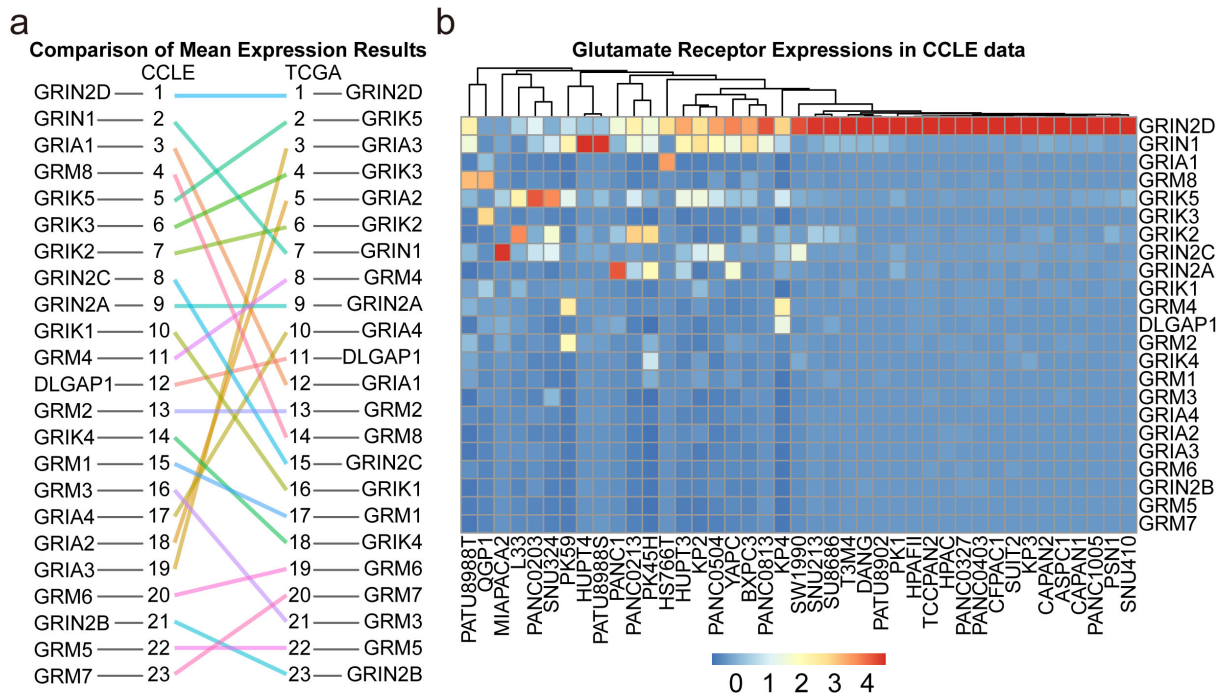 a
Comparison of Mean Expression Results
CCLE TCGA
GRIN2D 1 1 GRIN2D
GRIN1 2 2 GRIK5
GRIA1 3 3 GRIA3
GRM8 4 4 GRIK3
GRIK5 5 5 GRIA2
GRIK3 6 6 GRIK2
GRIK2 7 7 GRIN1
GRIN2C 8 8 GRM4
GRIN2A 9 9 GRIN2A
GRIK1 10 10 GRIA4
GRM4 11 11 DLGAP1
DLGAP1 12 12 GRIA1
GRM2 13 13 GRM2
GRIK4 14 14 GRM8
GRM1 15 15 GRIN2C
GRM3 16 16 GRIK1
GRIA4 17 17 GRM1
GRIA2 18 18 GRIK4
GRIA3 19 19 GRM6
GRM6 20 20 GRM7
GRIN2B 21 21 GRM3
GRM5 22 22 GRM5
GRM7 23 23 GRIN2B
b
Glutamate Receptor Expressions in CCLE data
GRIN2D
GRIN1
GRIA1
GRM8
GRIK5
GRIK3
GRIK2
GRIN2C
GRIN2A
GRIK1
GRM4
DLGAP1
GRM2
GRIK4
GRM1
GRM3
GRIA4
GRIA2
GRIA3
GRM6
GRIN2B
GRM5
GRM7
PATU8988T
QGP1
MIAPACA2
L33
PANC0203
SNU324
PK59
HUPT4
PATU8988S
PANC1
PANC0213
PK45H
HS766T
HUPT3
KP2
PANC0504
YAPC
BXPC3
PANC0813
KP4
SW1990
SNU213
SU8686
T3M4
DANG
PATU8902
PK1
HPAFII
TCCPAN2
HPAC
PANC0327
PANC0403
CFPAC1
SUIT2
KP3
CAPAN2
ASPC1
CAPAN1
PANC1005
PSN1
SNU410
0 1 2 3 4